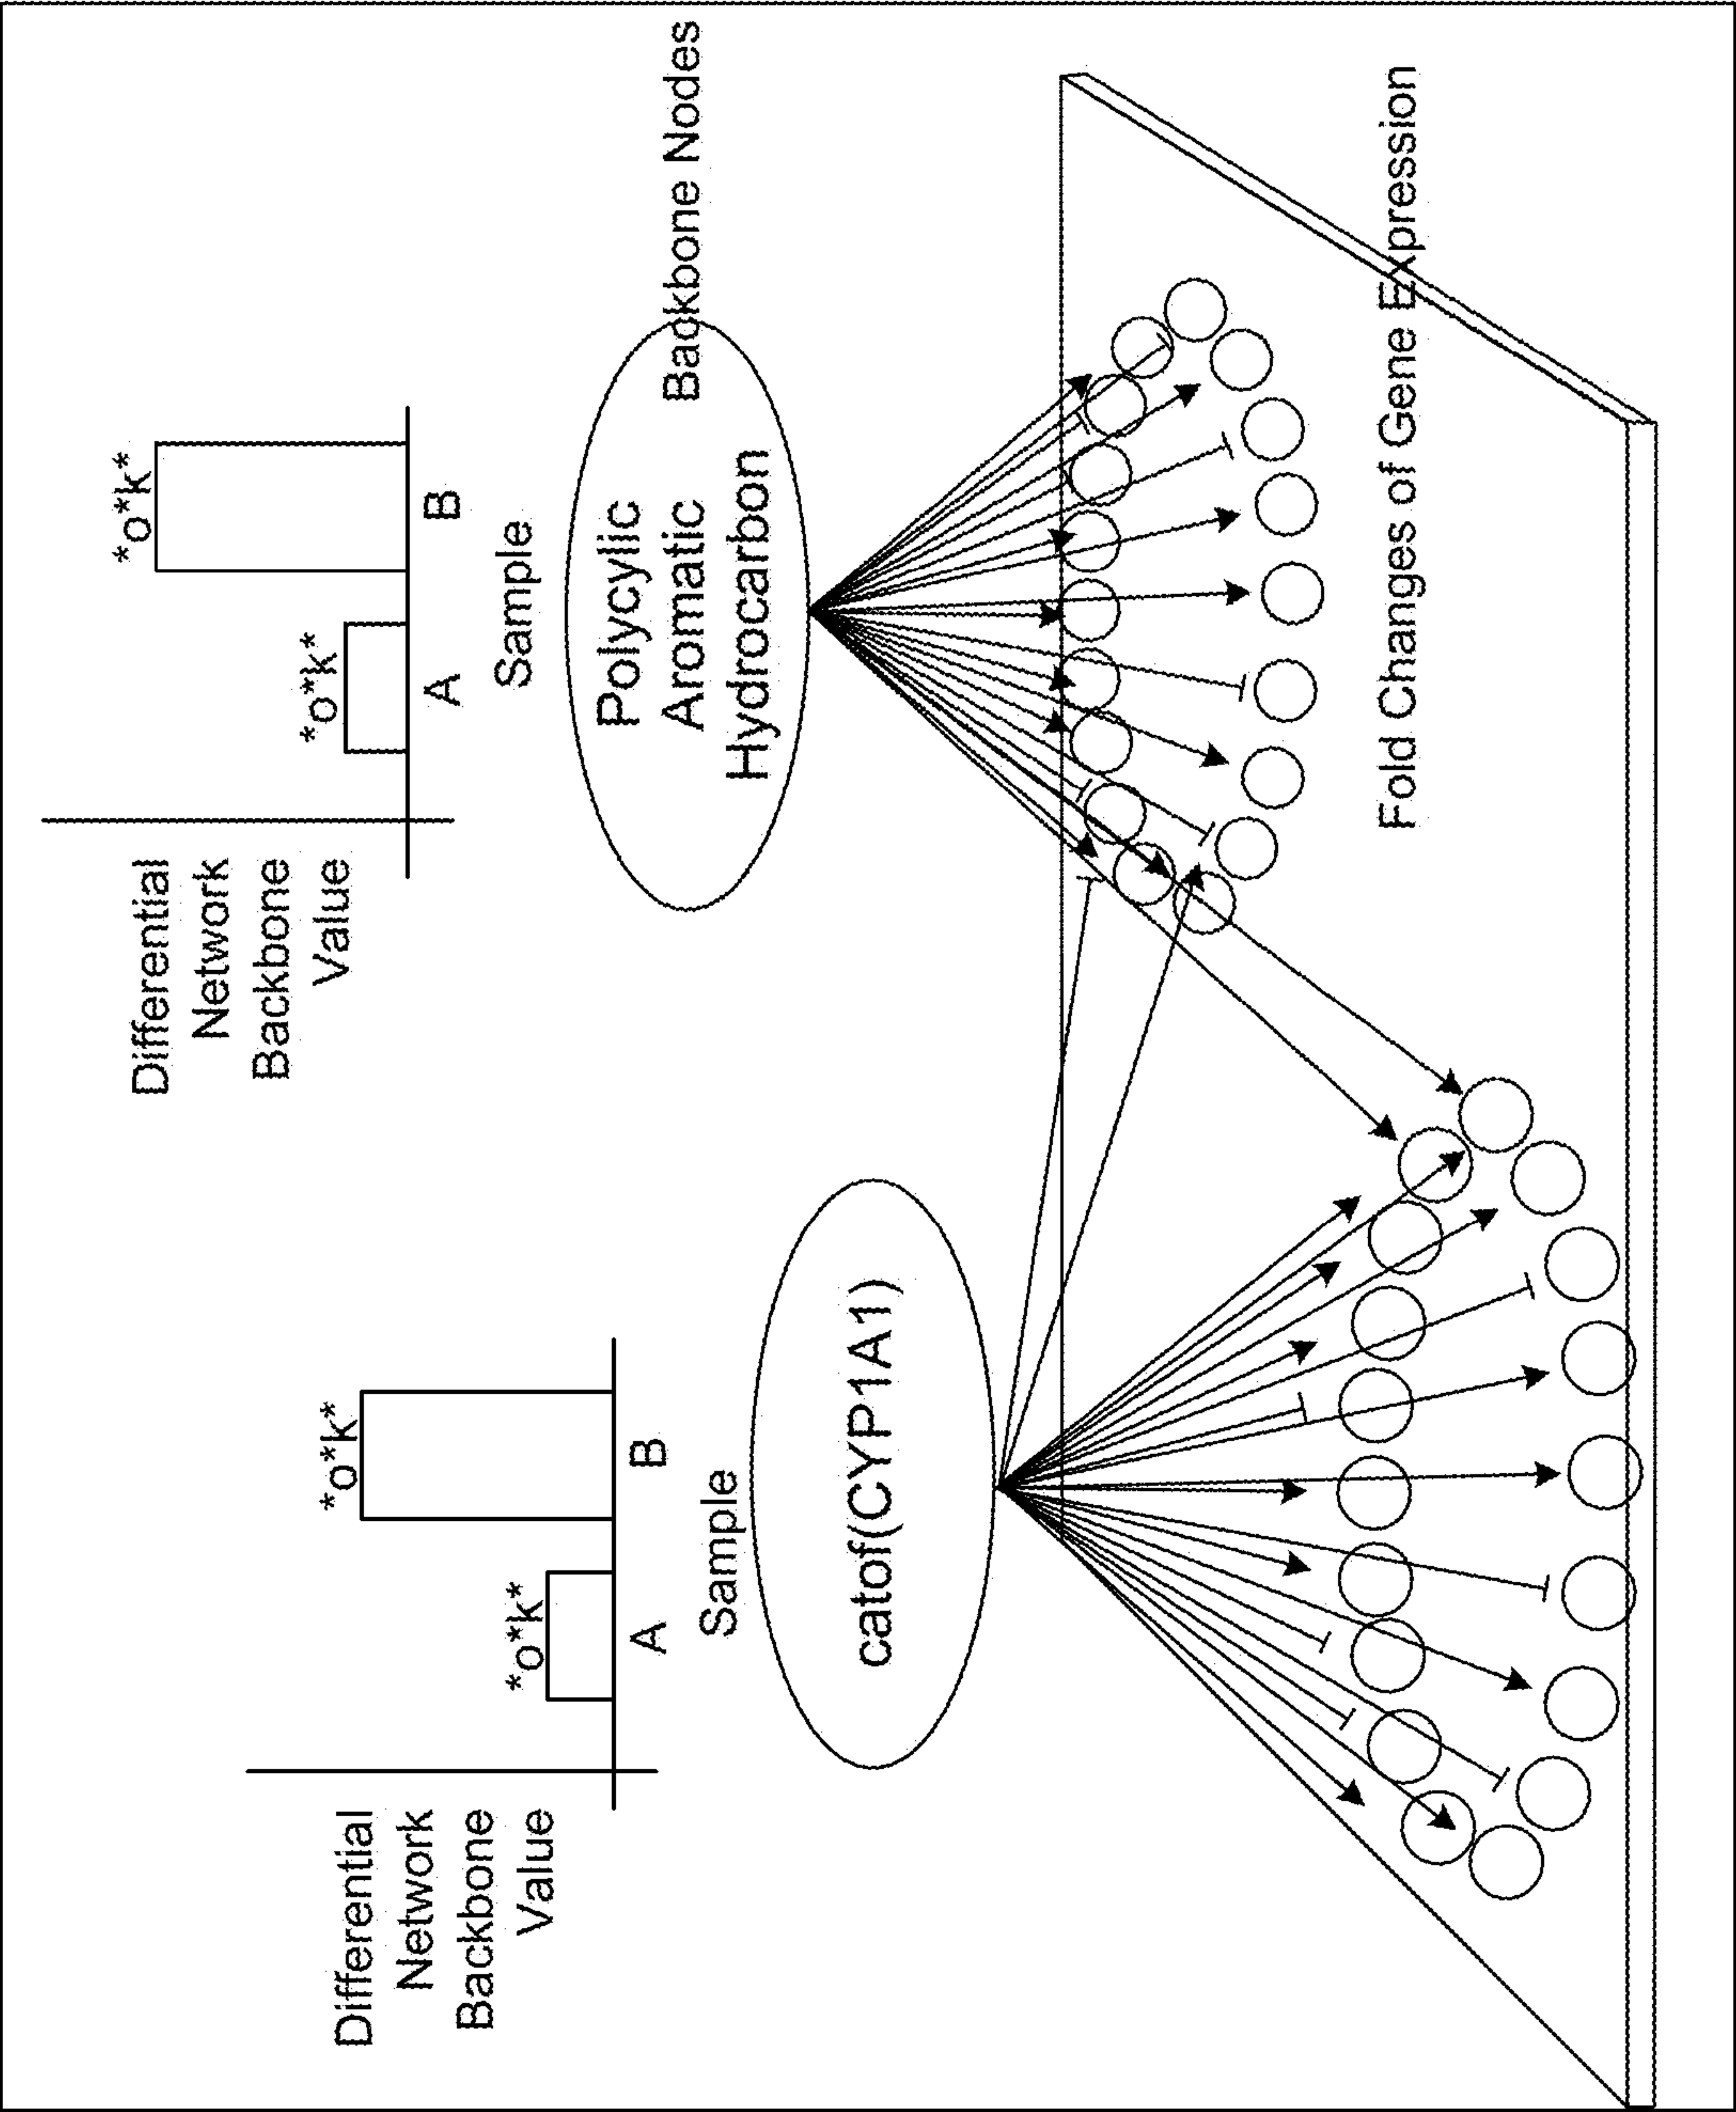 Differential
Network
Backbone
Value
*o*k*
*o*k*
A
B
Sample
Differential
Network
Backbone
Value
*o*k*
*o*k*
A
B
Sample
catof(CYP1A1)
Polycylic
Aromatic
Hydrocarbon
Backbone Nodes
Fold Changes of Gene Expression